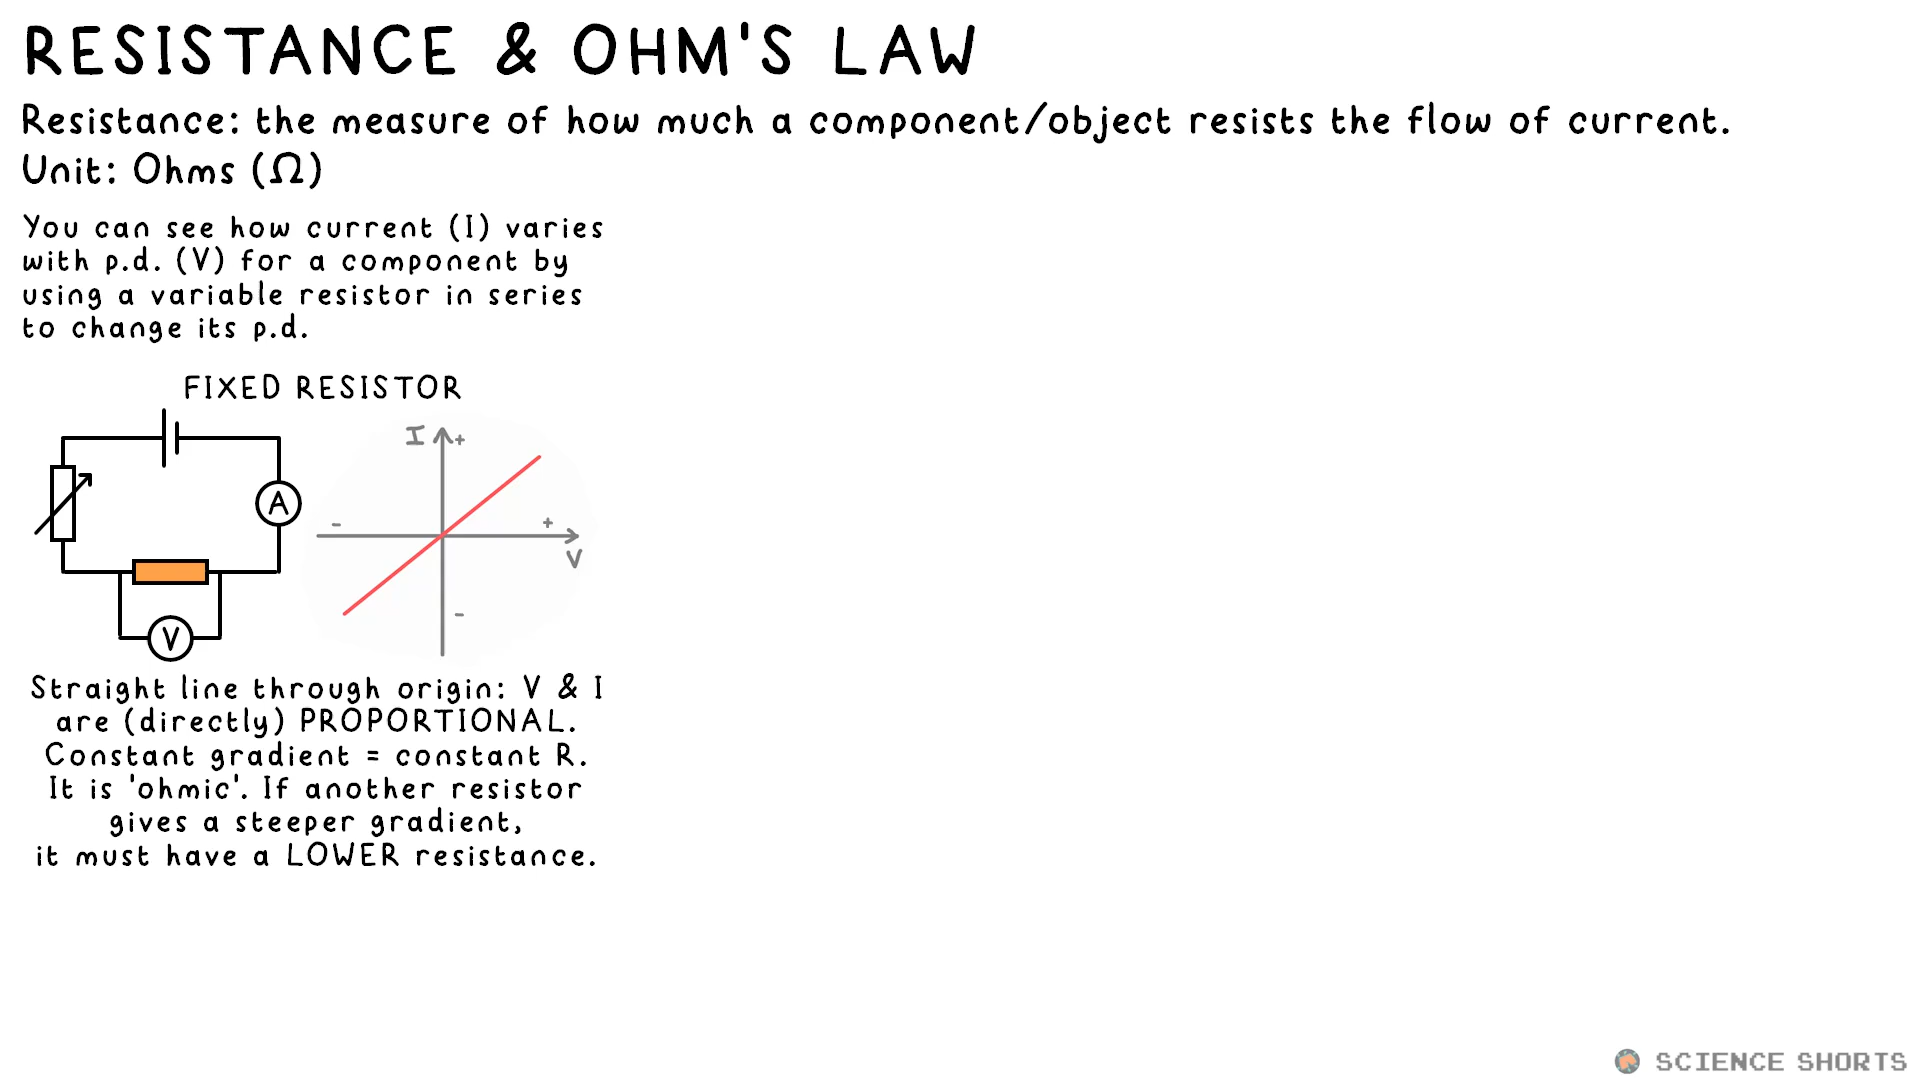 RESISTANCE & OHM'S LAW
Resistance: the measure of how much a component/object resists the flow of current.
Unit: Ohms (Ω)
You can see how current (I) varies
with p.d. (V) for a component by
using a variable resistor in series
to change its p.d.
FIXED RESISTOR
I
+
A
-
+
V
-
V
Straight line through origin: V & I
are (directly) PROPORTIONAL.
Constant gradient = constant R.
It is 'ohmic'. If another resistor
gives a steeper gradient,
it must have a LOWER resistance.
SCIENCE SHORTS